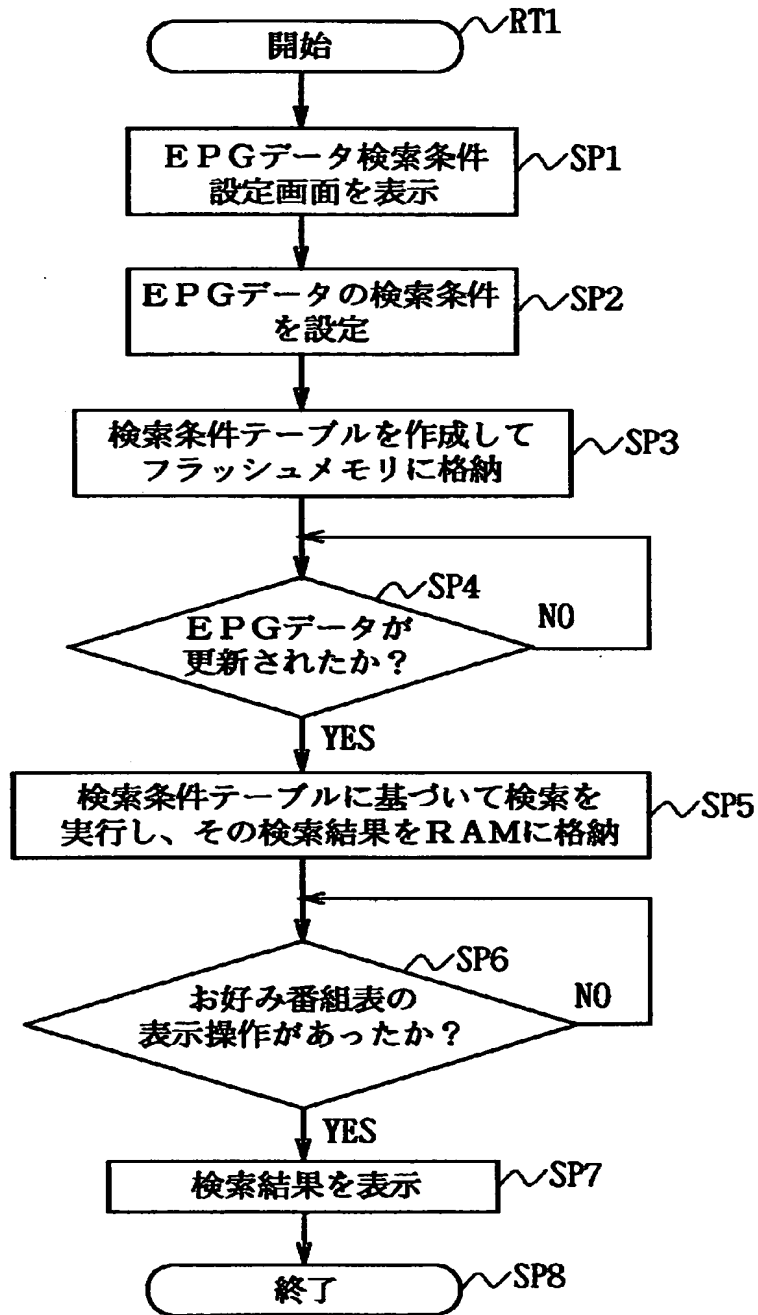 開始
RT1
EPGデータ検索条件
設定画面を表示
SP1
EPGデータの検索条件
を設定
SP2
検索条件テーブルを作成して
フラッシュメモリに格納
SP3
SP4
EPGデータが
更新されたか?
NO
YES
検索条件テーブルに基づいて検索を
実行し、その検索結果をRAMに格納
SP5
SP6
お好み番組表の
表示操作があったか?
NO
YES
検索結果を表示
SP7
終了
SP8